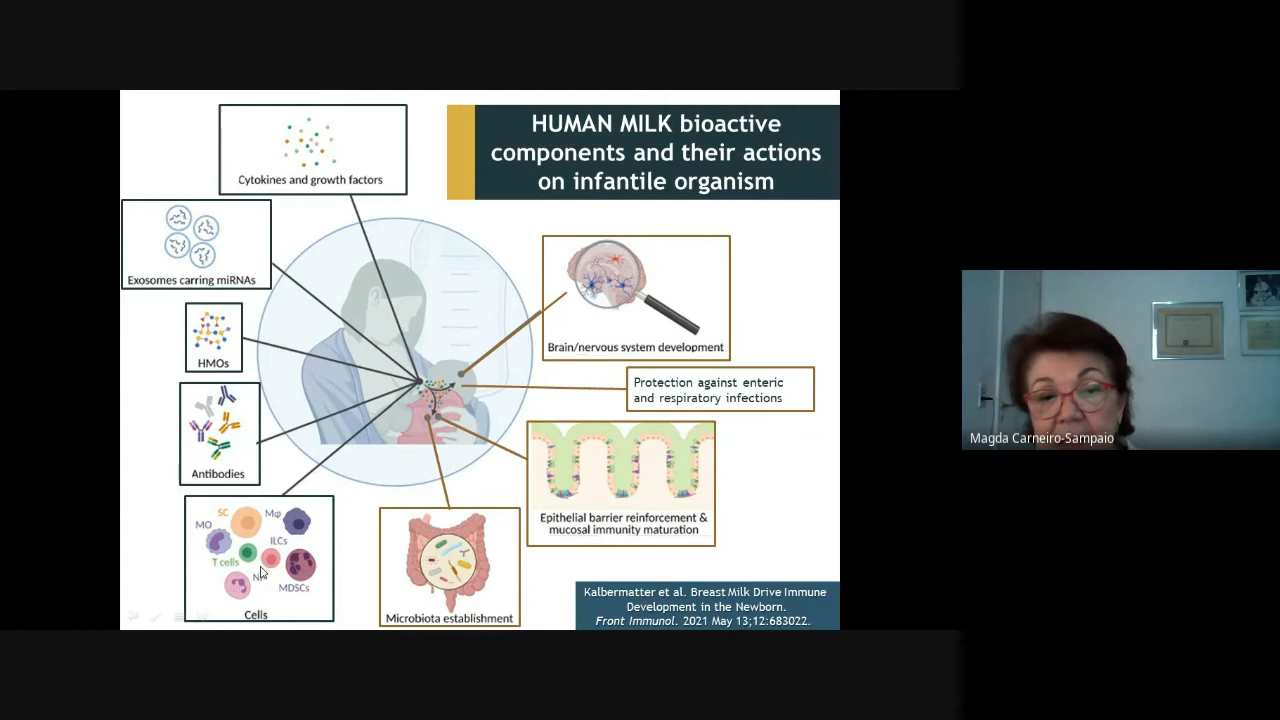 HUMAN MILK bioactive
components and their actions
on infantile organism
Cytokines and growth factors
Exosomes carring miRNAs
HMOs
Antibodies
SC
Mφ
MO
ILCs
T cells
MDSCs
Cells
Brain/nervous system development
Protection against enteric
and respiratory infections
Epithelial barrier reinforcement &
mucosal immunity maturation
Microbiota establishment
Kalbermatter et al. Breast Milk Drive Immune
Development in the Newborn.
Front Immunol. 2021 May 13;12:683022.
Magda Carneiro-Sampaio